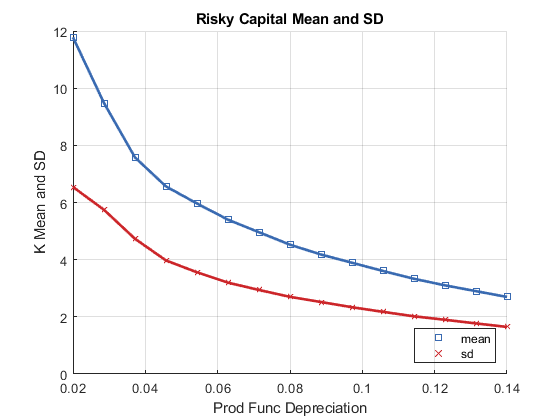 Risky Capital Mean and SD
K Mean and SD
12
10
8
6
4
2
0
0.02
0.04
0.06
0.08
0.1
0.12
0.14
Prod Func Depreciation
mean
sd